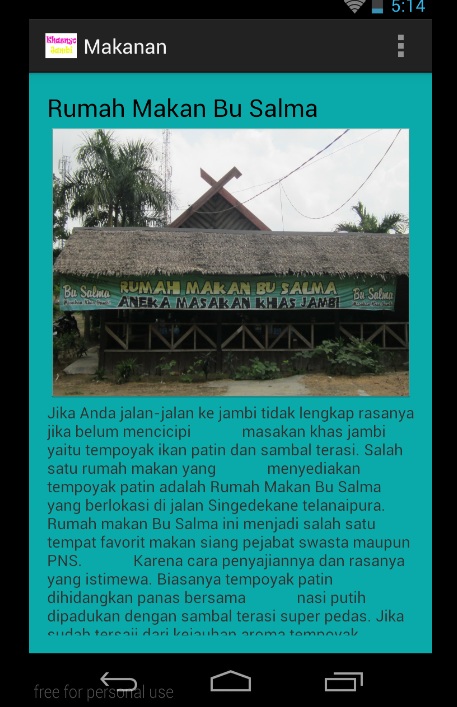 5:14
Khasnye
Jambi
Makanan
Rumah Makan Bu Salma
Bu Salma
RUMAH MAKAN BU SALMA
ANEKA MASAKAN KHAS JAMBI
Bu Salma
Jika Anda jalan-jalan ke jambi tidak lengkap rasanya
jika belum mencicipi masakan khas jambi
yaitu tempoyak ikan patin dan sambal terasi. Salah
satu rumah makan yang menyediakan
tempoyak patin adalah Rumah Makan Bu Salma
yang berlokasi di jalan Singedekane telanaipura.
Rumah makan Bu Salma ini menjadi salah satu
tempat favorit makan siang pejabat swasta maupun
PNS. Karena cara penyajiannya dan rasanya
yang istimewa. Biasanya tempoyak patin
dihidangkan panas bersama nasi putih
dipadukan dengan sambal terasi super pedas. Jika
sudah tersaji dari kejauhan aroma tempoyak
free for personal use